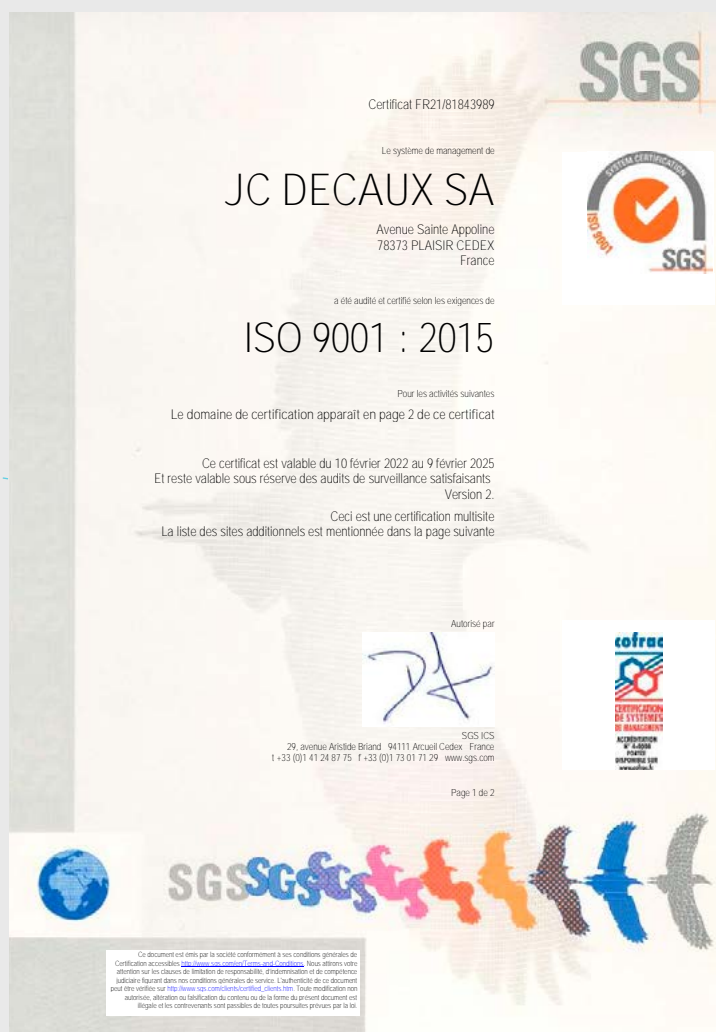 SGS
Certificat FR21/81843989
Le système de management de
JC DECAUX SA
Avenue Sainte Appoline
78373 PLAISIR CEDEX
France
SYSTEM CERTIFICATION
ISO 9001
SGS
a été audité et certifié selon les exigences de
ISO 9001 : 2015
Pour les activités suivantes
Le domaine de certification apparaît en page 2 de ce certificat
Ce certificat est valable du 10 février 2022 au 9 février 2025
Et reste valable sous réserve des audits de surveillance satisfaisants
Version 2.
Ceci est une certification multisite
La liste des sites additionnels est mentionnée dans la page suivante
Autorisé par
cofrac
CERTIFICATION
DE SYSTEMES
DE MANAGEMENT
ACCRÉDITATION
N° 4-0008
PORTÉE
DISPONIBLE SUR
www.cofrac.fr
SGS ICS
29, avenue Aristide Briand 94111 Arcueil Cedex France
t +33 (0)1 41 24 87 75 f +33 (0)1 73 01 71 29 www.sgs.com
Page 1 de 2
SGSSGSSGS
Ce document est émis par la société conformément à ses conditions générales de
Certification accessibles http://www.sgs.com/en/Terms-and-Conditions. Nous attirons votre
attention sur les clauses de limitation de responsabilité, d'indemnisation et de compétence
judiciaire figurant dans nos conditions générales de service. L'authenticité de ce document
peut être vérifiée sur http://www.sgs.com/clients/certified_clients.htm. Toute modification non
autorisée, altération ou falsification du contenu ou de la forme du présent document est
illégale et les contrevenants sont passibles de toutes poursuites prévues par la loi.